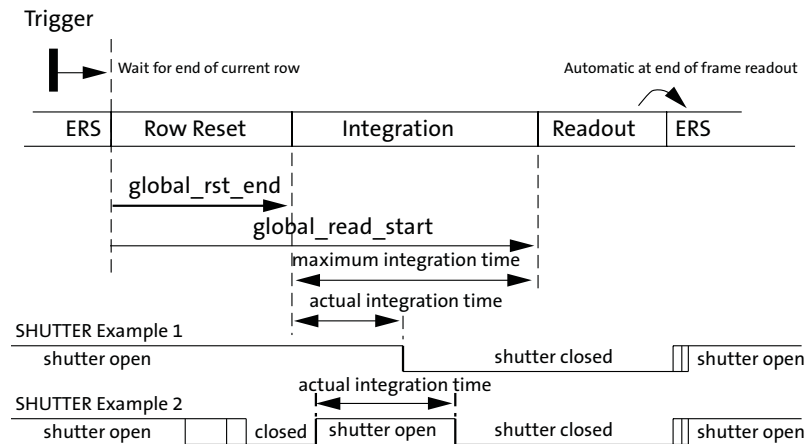 Trigger
Wait for end of current row
Automatic at end of frame readout
ERS Row Reset Integration Readout ERS
global_rst_end
global_read_start
maximum integration time
actual integration time
SHUTTER Example 1
shutter open shutter closed shutter open
actual integration time
SHUTTER Example 2
shutter open closed shutter open shutter closed shutter open